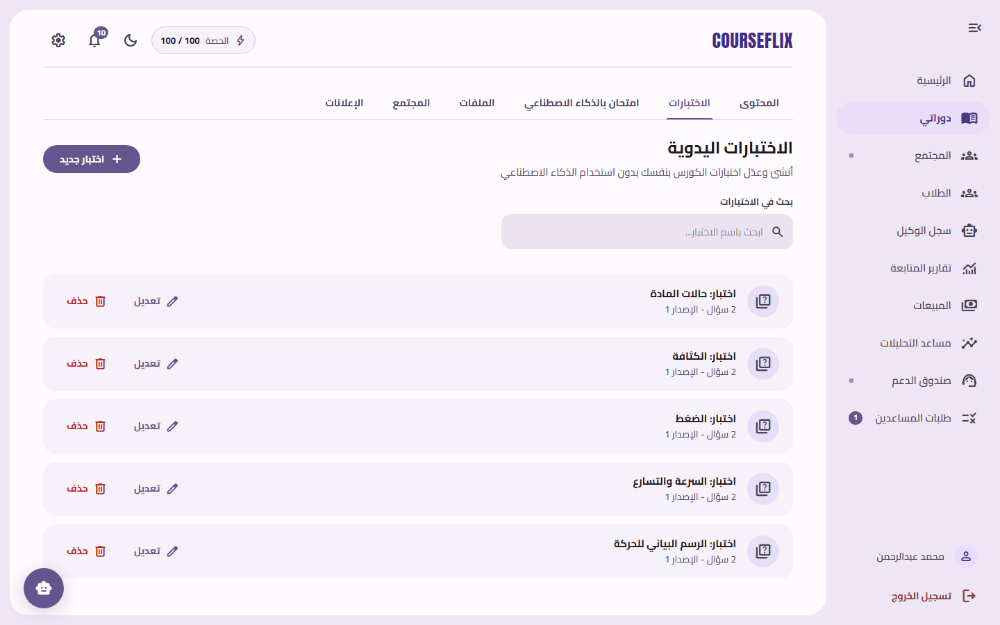 COURSEFLIX
الحصة 100 / 100
10
الرئيسية
دوراتي
المجتمع
الطلاب
سجل الوكيل
تقارير المتابعة
المبيعات
مساعد التحليلات
صندوق الدعم
طلبات المساعدين 1
محمد عبدالرحمن
تسجيل الخروج
المحتوى
الاختبارات
امتحان بالذكاء الاصطناعي
الملفات
المجتمع
الإعلانات
الاختبارات اليدوية
اختبار جديد
أنشئ وعدّل اختبارات الكورس بنفسك بدون استخدام الذكاء الاصطناعي
بحث في الاختبارات
ابحث باسم الاختبار...
اختبار: حالات المادة
2 سؤال - الإصدار 1
تعديل
حذف
اختبار: الكثافة
2 سؤال - الإصدار 1
تعديل
حذف
اختبار: الضغط
2 سؤال - الإصدار 1
تعديل
حذف
اختبار: السرعة والتسارع
2 سؤال - الإصدار 1
تعديل
حذف
اختبار: الرسم البياني للحركة
2 سؤال - الإصدار 1
تعديل
حذف